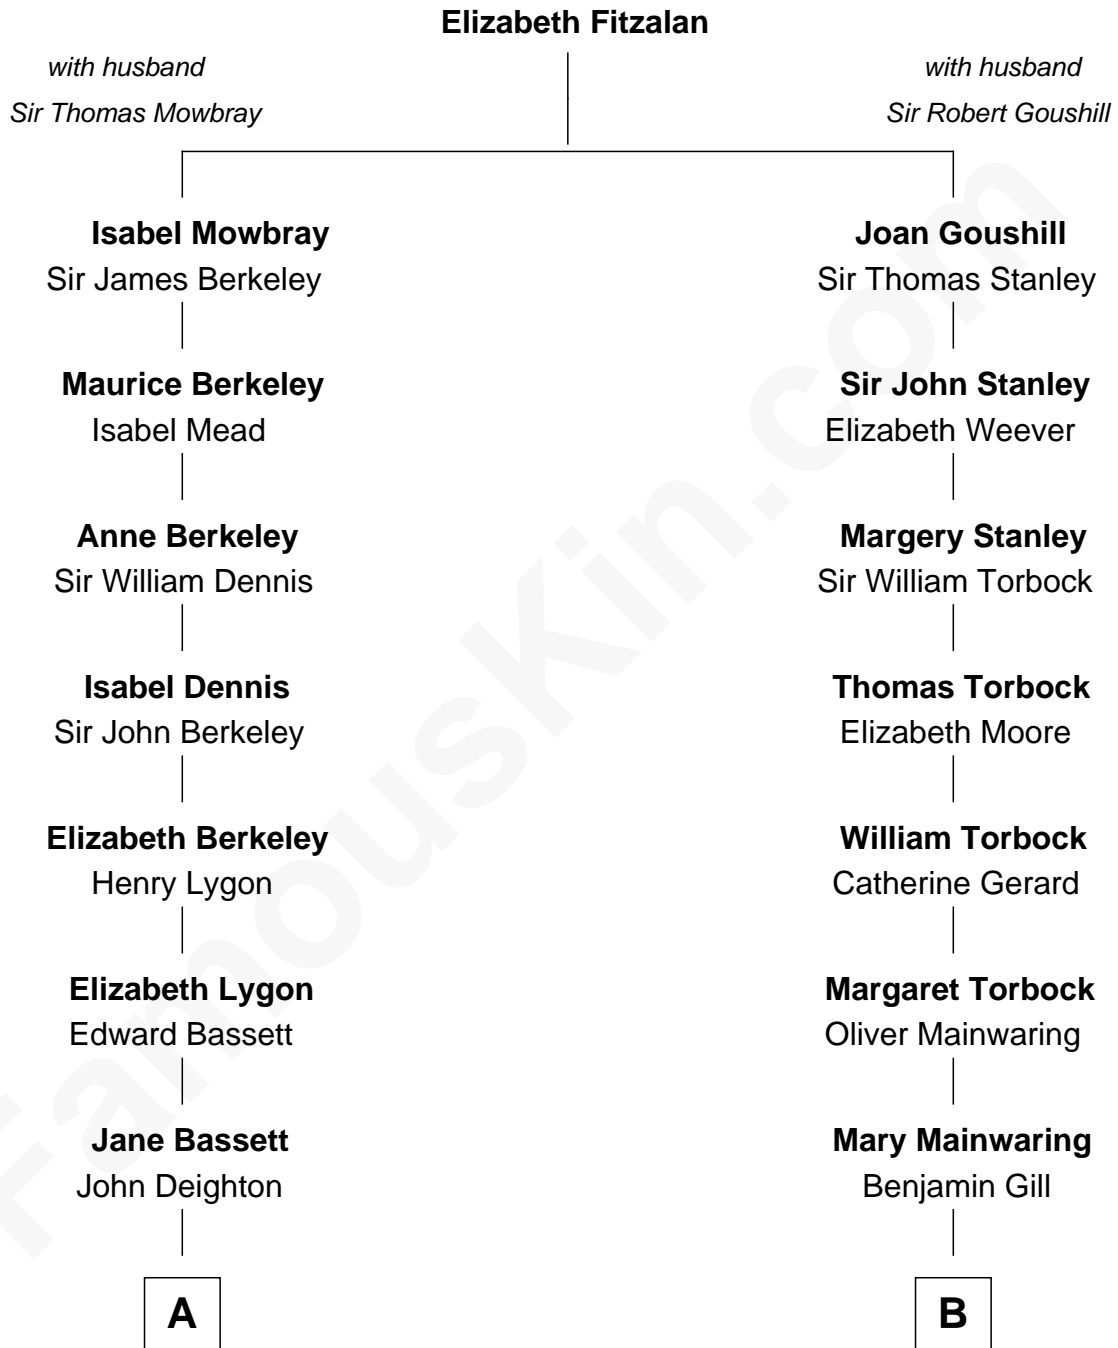 Elizabeth Fitzalan
with husband
Sir Thomas Mowbray
with husband
Sir Robert Goushill
Isabel Mowbray
Sir James Berkeley
Maurice Berkeley
Isabel Mead
Anne Berkeley
Sir William Dennis
Isabel Dennis
Sir John Berkeley
Elizabeth Berkeley
Henry Lygon
Elizabeth Lygon
Edward Bassett
Jane Bassett
John Deighton
A
Joan Goushill
Sir Thomas Stanley
Sir John Stanley
Elizabeth Weever
Margery Stanley
Sir William Torbock
Thomas Torbock
Elizabeth Moore
William Torbock
Catherine Gerard
Margaret Torbock
Oliver Mainwaring
Mary Mainwaring
Benjamin Gill
B
FamousKin.com